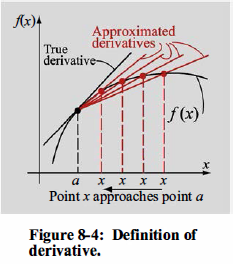 f(x)
Approximated
derivatives
True
derivative
f (x)
x
a x x x x
Point x approaches point a
Figure 8-4: Definition of
derivative.